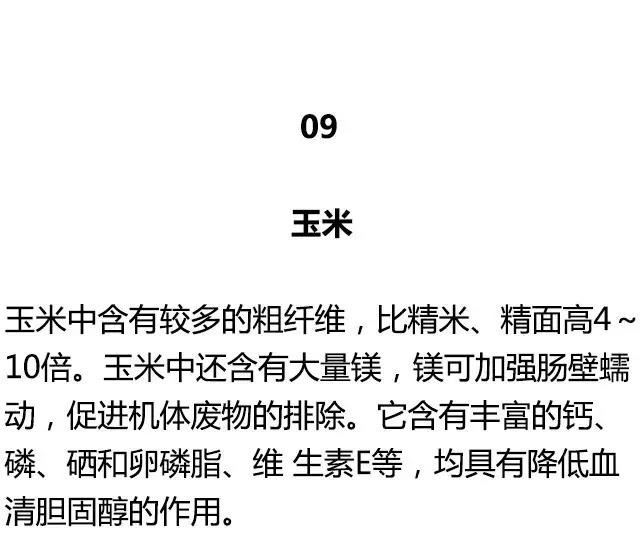 09
玉米
玉米中含有较多的粗纤维，比精米、精面高4～
10倍。玉米中还含有大量镁，镁可加强肠壁蠕
动，促进机体废物的排除。它含有丰富的钙、
磷、硒和卵磷脂、维 生素E等，均具有降低血
清胆固醇的作用。